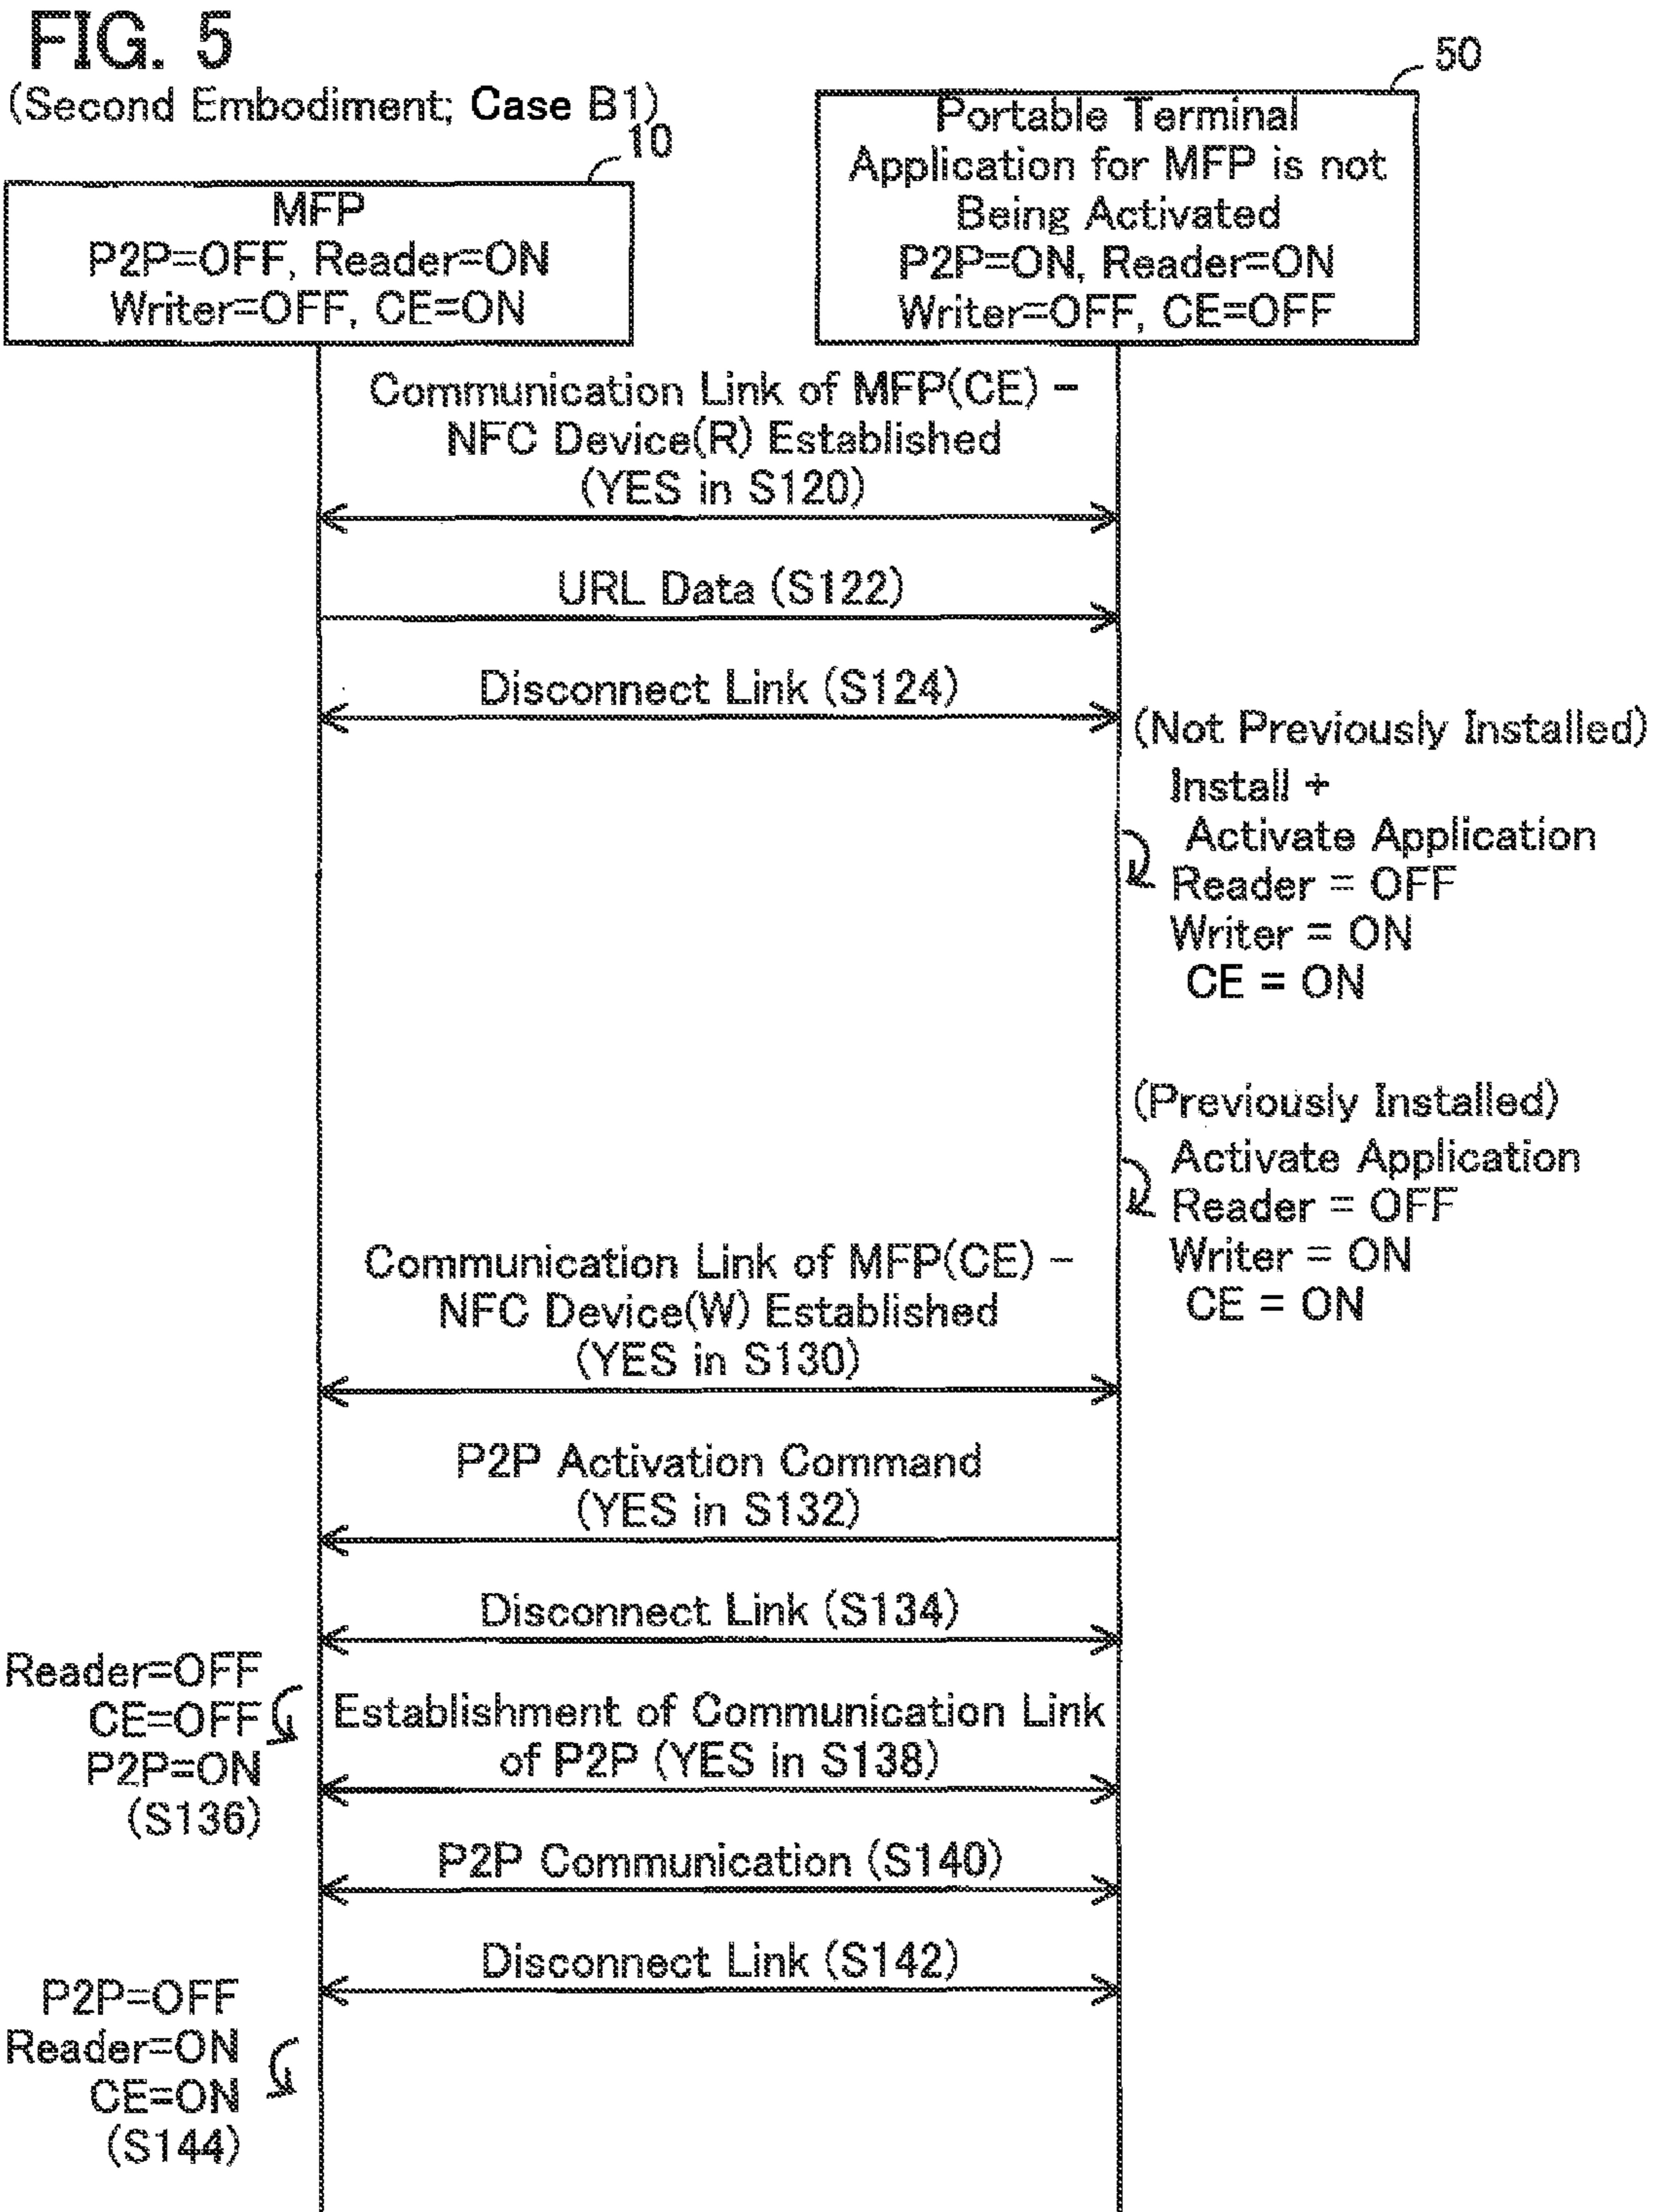 FIG. 5
(Second Embodiment; Case B1)
10
50
MFP
P2P=OFF, Reader=ON
Writer=OFF, CE=ON
Portable Terminal
Application for MFP is not
Being Activated
P2P=ON, Reader=ON
Writer=OFF, CE=OFF
Communication Link of MFP(CE) -
NFC Device(R) Established
(YES in S120)
URL Data (S122)
Disconnect Link (S124)
(Not Previously Installed)
Install +
Activate Application
Reader = OFF
Writer = ON
CE = ON
(Previously Installed)
Activate Application
Reader = OFF
Writer = ON
CE = ON
Communication Link of MFP(CE) -
NFC Device(W) Established
(YES in S130)
P2P Activation Command
(YES in S132)
Disconnect Link (S134)
Reader=OFF
CE=OFF
P2P=ON
(S136)
Establishment of Communication Link
of P2P (YES in S138)
P2P Communication (S140)
Disconnect Link (S142)
P2P=OFF
Reader=ON
CE=ON
(S144)